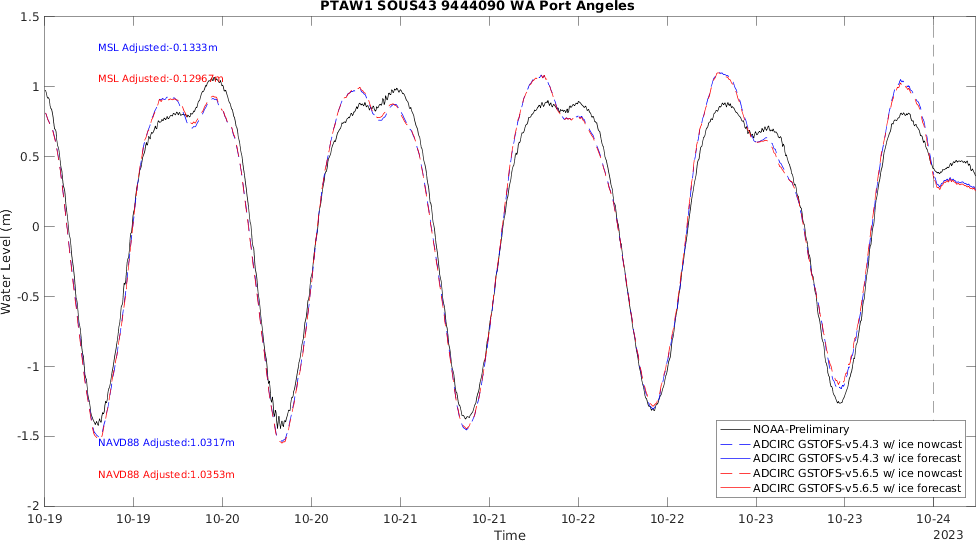 PTAW1 SOUS43 9444090 WA Port Angeles
1.5
1
0.5
0
-0.5
-1
-1.5
-2
Water Level (m)
MSL Adjusted:-0.1333m
MSL Adjusted:-0.12967m
NAVD88 Adjusted:1.0317m
NAVD88 Adjusted:1.0353m
NOAA-Preliminary
ADCIRC GSTOFS-v5.4.3 w/ ice nowcast
ADCIRC GSTOFS-v5.4.3 w/ ice forecast
ADCIRC GSTOFS-v5.6.5 w/ ice nowcast
ADCIRC GSTOFS-v5.6.5 w/ ice forecast
10-19 10-19 10-20 10-20 10-21 10-21 10-22 10-22 10-23 10-23 10-24
2023
Time